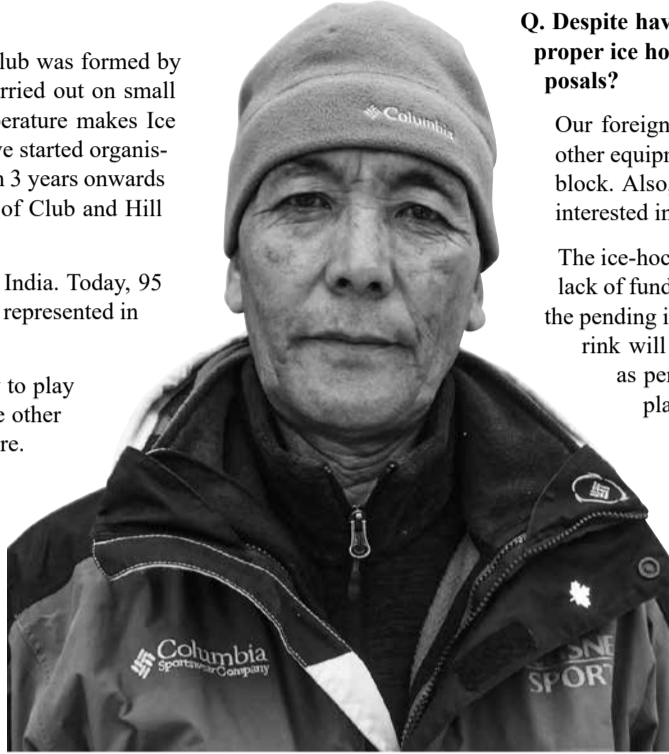 lub was formed by
rried out on small
perature makes Ice
ve started organis-
n 3 years onwards
of Club and Hill
India. Today, 95
represented in
to play
e other
re.
Columbia
Columbia
Sportswear Company
SPORT
Q. Despite hav
proper ice ho
posals?
Our foreign
other equipm
block. Also,
interested in
The ice-hoc
lack of fund
the pending i
rink will
as per
pla